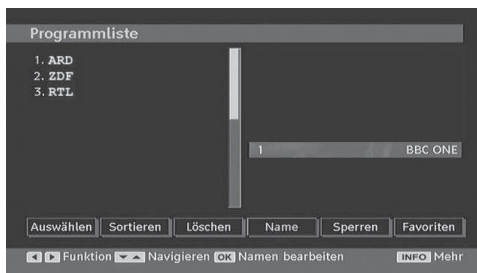 Programmliste
1. ARD
2. ZDF
3. RTL
1 BBC ONE
Auswählen Sortieren Löschen Name Sperren Favoriten
Funktion Navigieren OK Namen bearbeiten INFO Mehr